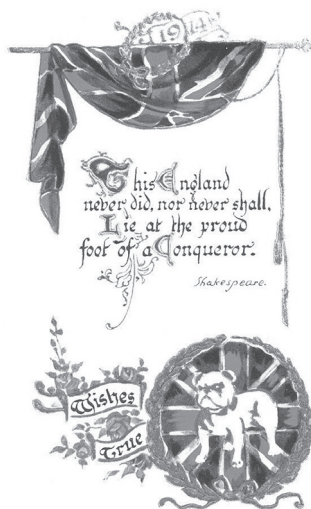 1914
This England
never did, nor never shall,
Lie at the proud
foot of a Conqueror.
Shakespeare.
Wishes
True